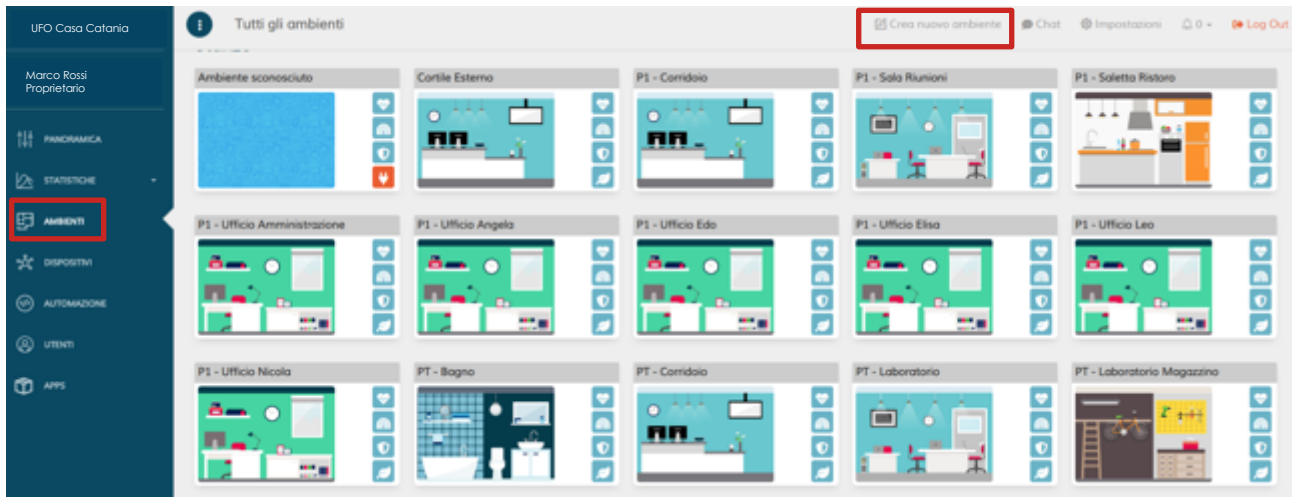 UFO Casa Catania
Tutti gli ambienti
Crea nuovo ambiente
Chat
Impostazioni
0
Log Out
Marco Rossi
Proprietario
PANORAMICA
STATISTICHE
AMBIENTI
DISPOSITIVI
AUTOMAZIONE
UTENTI
APPS
Ambiente sconosciuto
Cortile Esterno
P1 - Corridoio
P1 - Sala Riunioni
P1 - Saletta Ristoro
P1 - Ufficio Amministrazione
P1 - Ufficio Angela
P1 - Ufficio Edo
P1 - Ufficio Elisa
P1 - Ufficio Leo
P1 - Ufficio Nicola
PT - Bagno
PT - Corridoio
PT - Laboratorio
PT - Laboratorio Magazzino